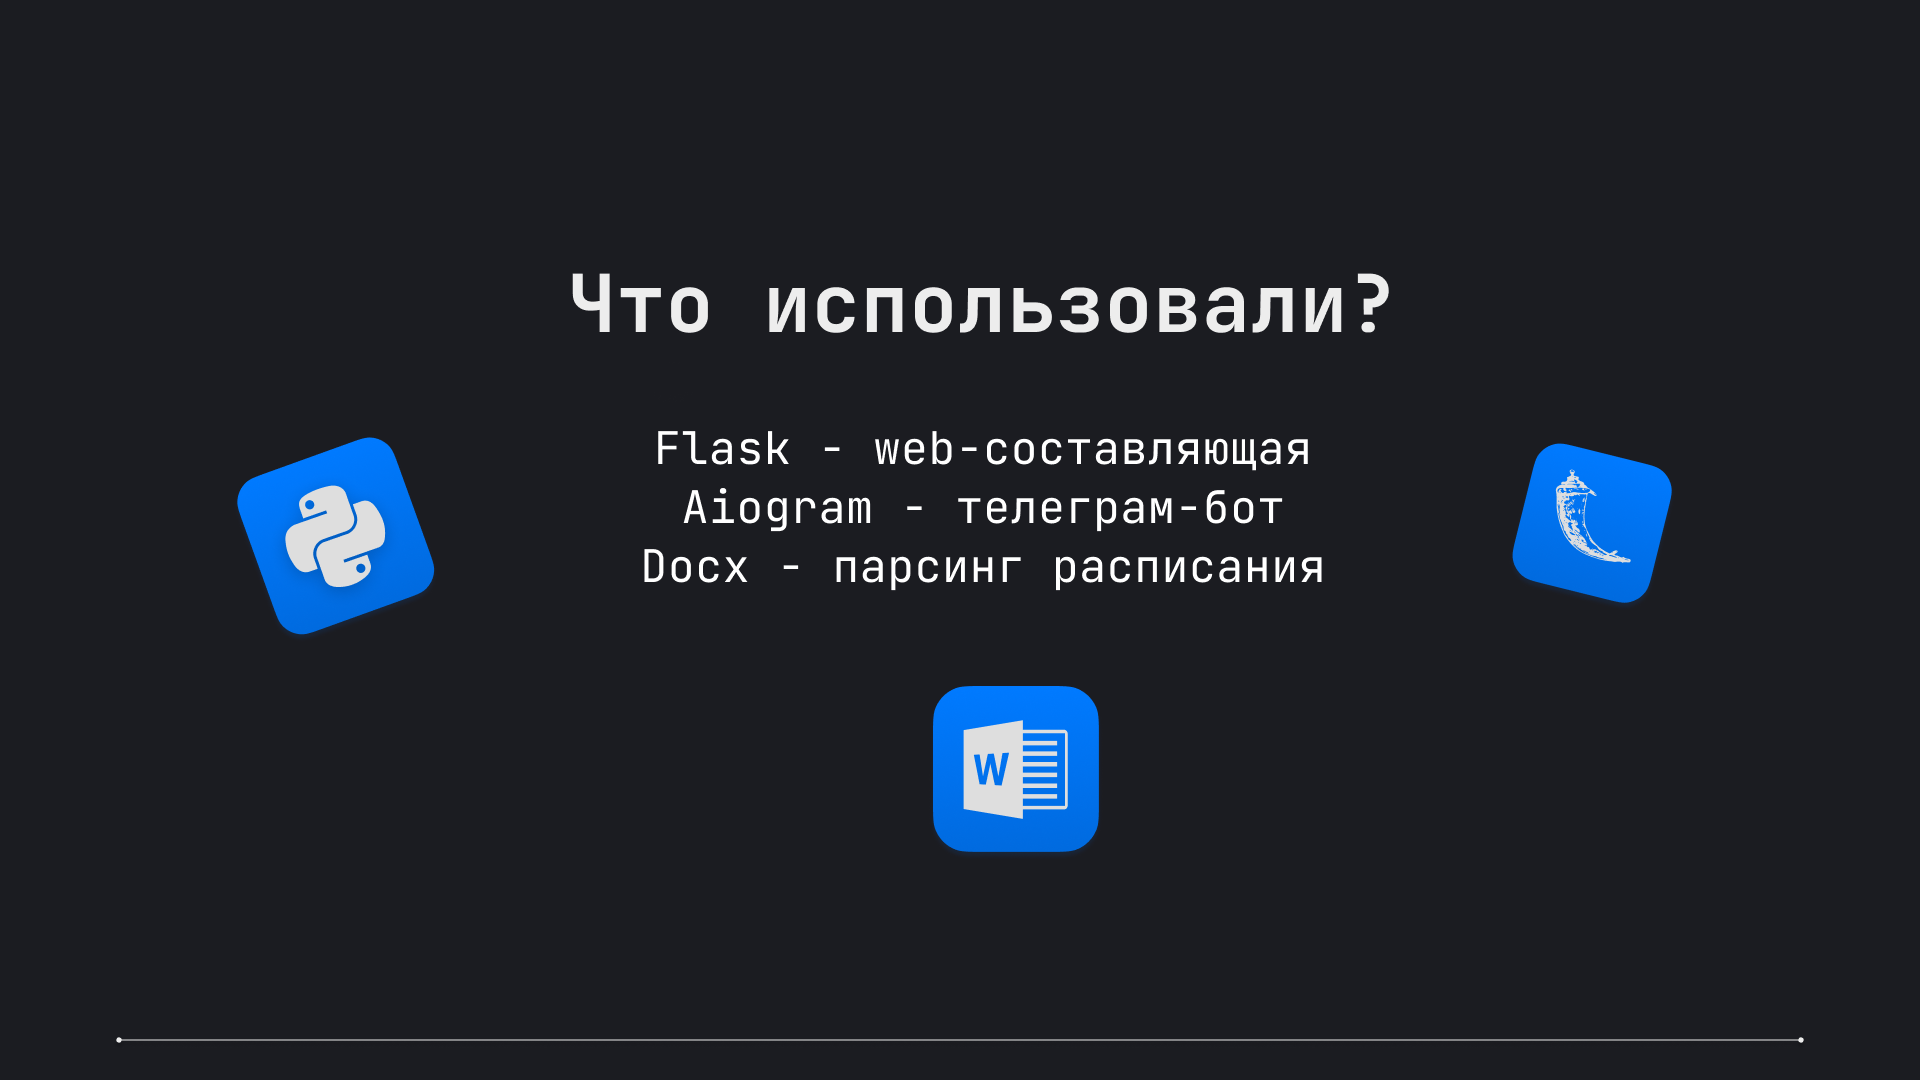 Что использовали?
Flask - web-составляющая
Aiogram - телеграм-бот
Docx - парсинг расписания
W